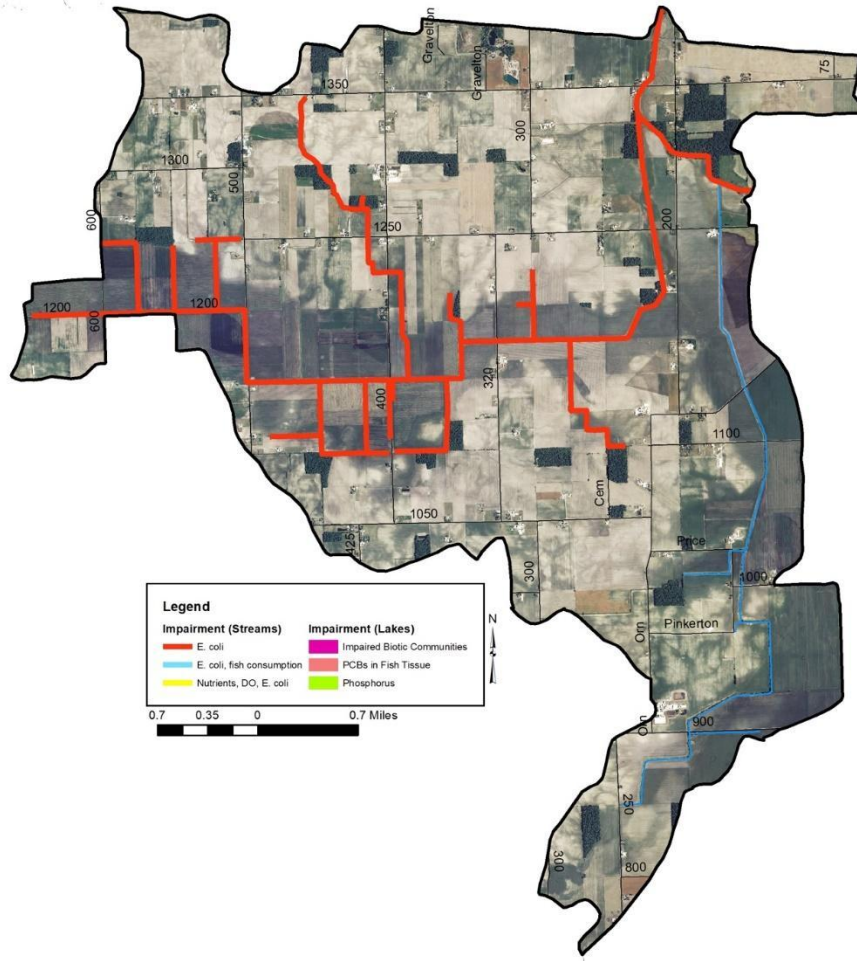 Gravelton
Gravelton
1350
75
300
1300
500
600
200
1250
1200
1200
600
320
400
1100
Cem
1050
425
Price
300
1000
Orn
Pinkerton
Legend
Impairment (Streams)
Impairment (Lakes)
E. coli
Impaired Biotic Communities
E. coli, fish consumption
PCBs in Fish Tissue
Nutrients, DO, E. coli
Phosphorus
N
0.7 0.35 0 0.7 Miles
Orn
900
250
300
800